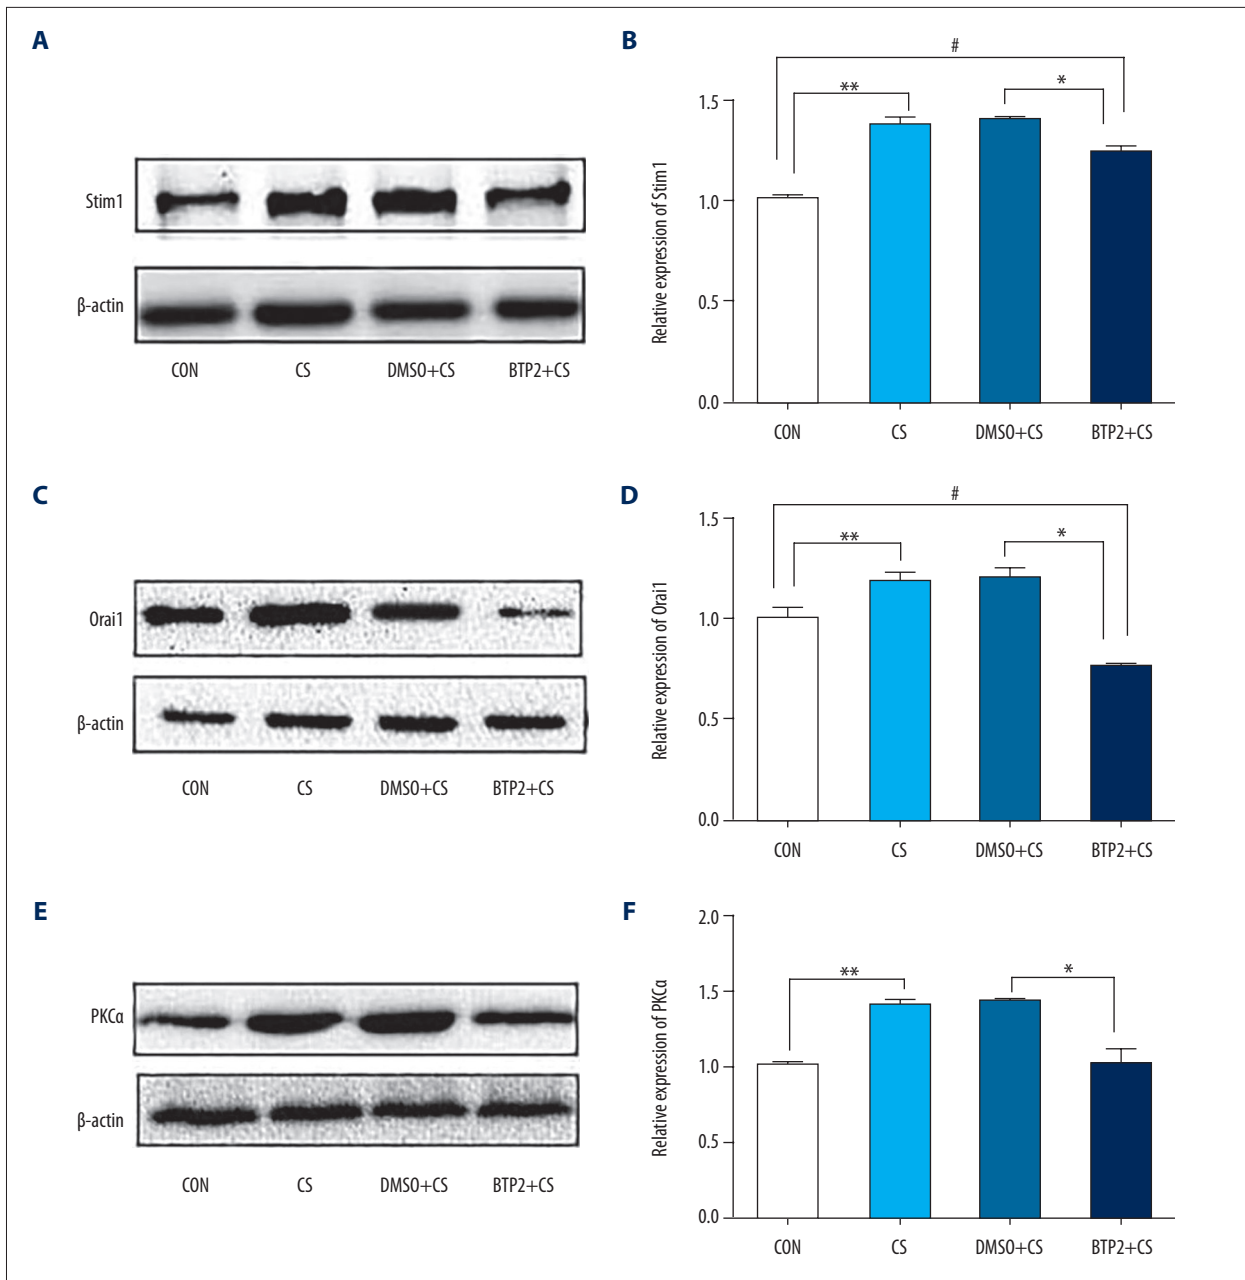 A
Stim1
β-actin
CON CS DMSO+CS BTP2+CS
B
#
** *
1.5
1.0
0.5
0.0
Relative expression of Stim1
CON CS DMSO+CS BTP2+CS
C
Orai1
β-actin
CON CS DMSO+CS BTP2+CS
D
#
** *
1.5
1.0
0.5
0.0
Relative expression of Orai1
CON CS DMSO+CS BTP2+CS
E
PKCα
β-actin
CON CS DMSO+CS BTP2+CS
F
** *
2.0
1.5
1.0
0.5
0.0
Relative expression of PKCα
CON CS DMSO+CS BTP2+CS